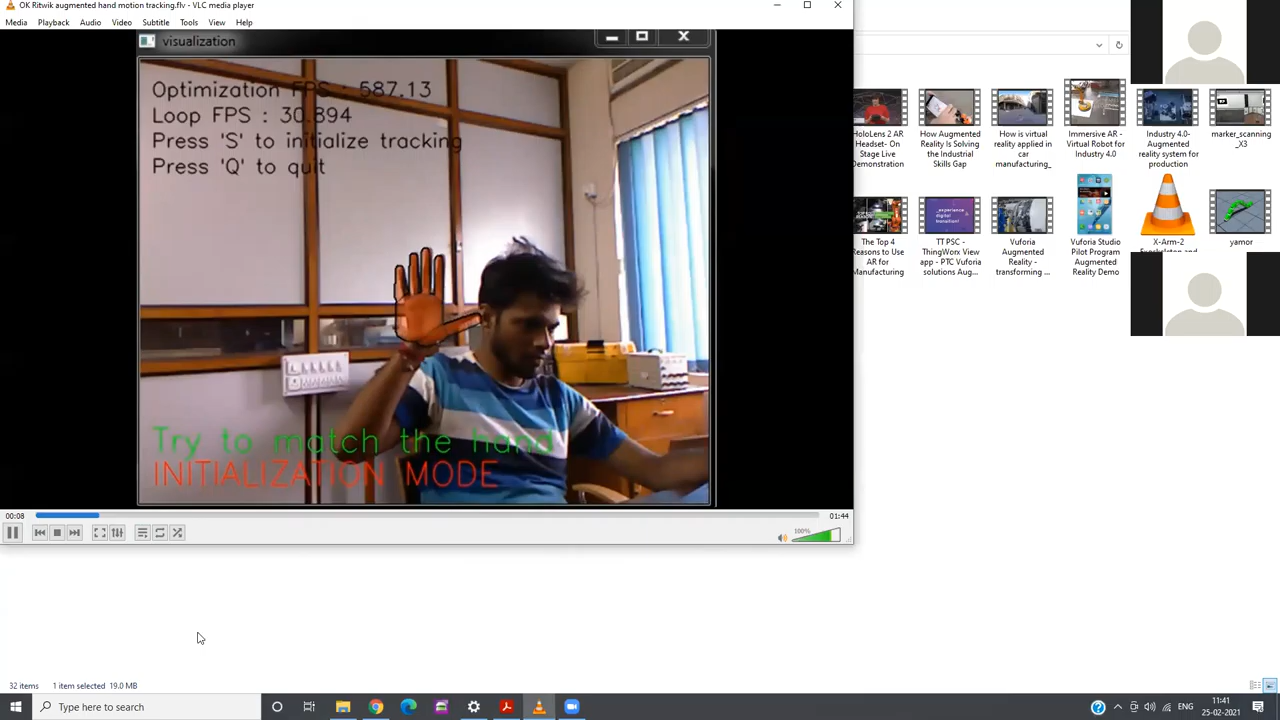 OK Ritwik augmented hand motion tracking.flv - VLC media player
Media Playback Audio Video Subtitle Tools View Help
visualization
Optimization FPS : 587.13
Loop FPS : 30.894
Press 'S' to initialize tracking
Press 'Q' to quit
Try to match the hand
INITIALIZATION MODE
00:08
01:44
100%
HoloLens 2 AR
Headset- On
Stage Live
Demonstration
How Augmented
Reality Is Solving
the Industrial
Skills Gap
How is virtual
reality applied in
car
manufacturing_
Immersive AR -
Virtual Robot for
Industry 4.0
Industry 4.0-
Augmented
reality system for
production
marker_scanning
_X3
The Top 4
Reasons to Use
AR for
Manufacturing
TT PSC -
ThingWorx View
app - PTC Vuforia
solutions Aug...
Vuforia
Augmented
Reality -
transforming ...
Vuforia Studio
Pilot Program
Augmented
Reality Demo
X-Arm-2
yamor
32 items 1 item selected 19.0 MB
Type here to search
ENG
11:41
25-02-2021